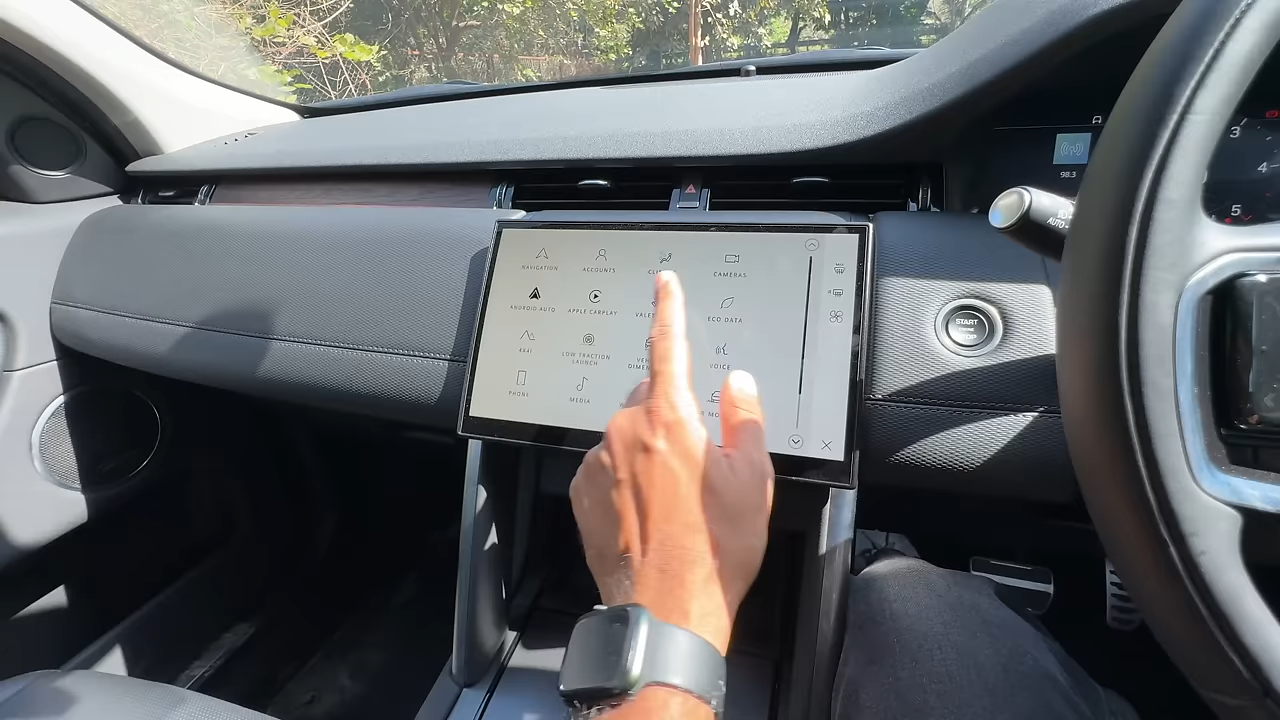 NAVIGATION
ACCOUNTS
CAMERAS
ANDROID AUTO
APPLE CARPLAY
ECO DATA
4X4I
LOW TRACTION
LAUNCH
VOICE
PHONE
MEDIA
START
98.3
AUTO
3
4
5